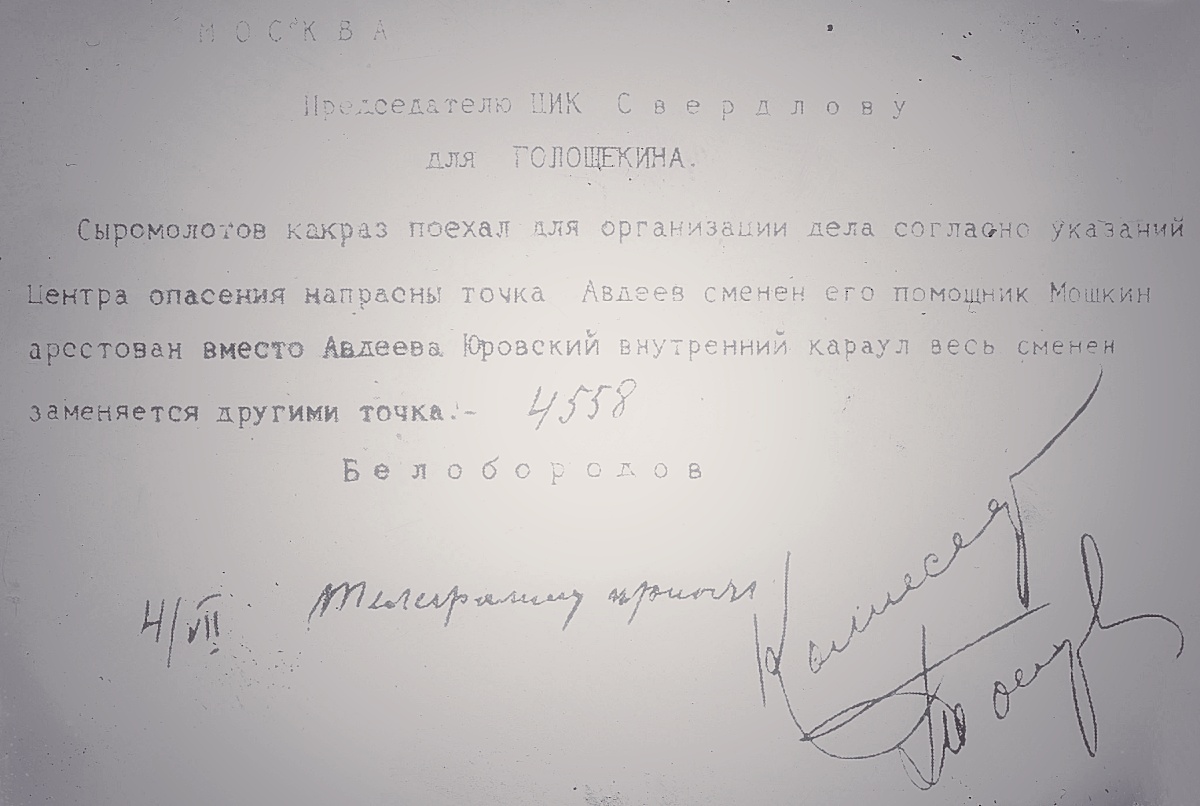 МОСКВА
Председателю ЦИК Свердлову
для ГОЛОЩЕКИНА.
Сыромолотов какраз поехал для организации дела согласно указаний
Центра опасения напрасны точка Авдеев сменен его помощник Мошкин
арестован вместо Авдеева Юровский внутренний караул весь сменен
заменяется другими точка.- 4558
Белобородов
4/VII Телеграмму принял
Комиссар